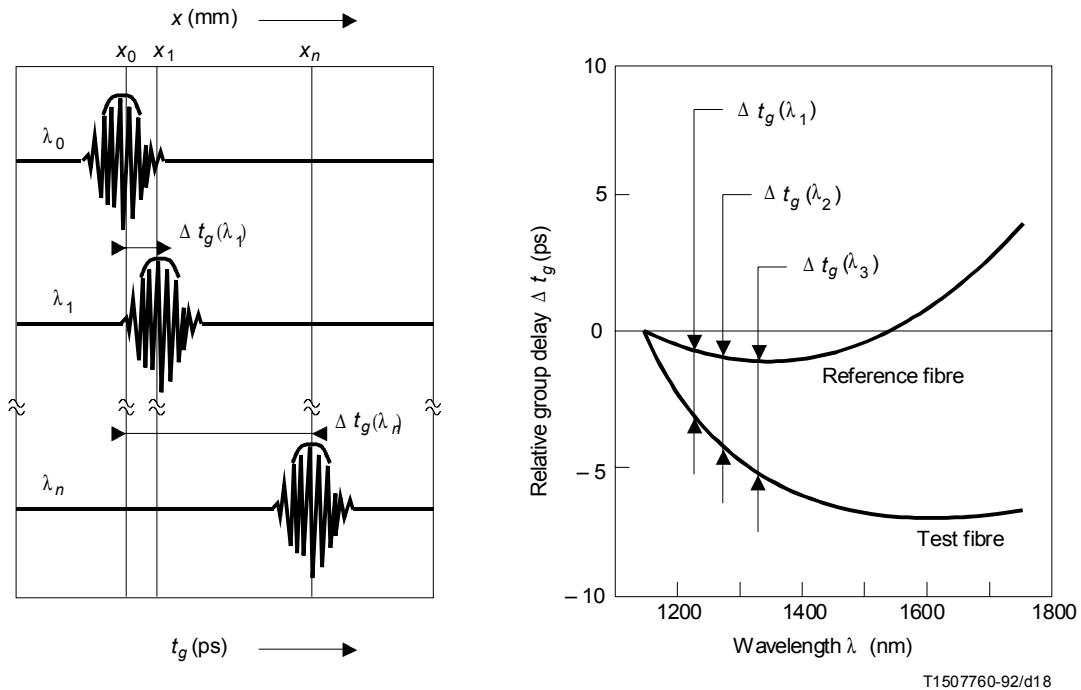 x (mm)
x0 x1 xn
λ0
Δ tg(λ1)
λ1
Δ tg(λn)
λn
tg (ps)
10
5
0
– 5
– 10
Relative group delay Δ tg (ps)
Δ tg (λ1)
Δ tg (λ2)
Δ tg (λ3)
Reference fibre
Test fibre
1200 1400 1600 1800
Wavelength λ (nm)
T1507760-92/d18